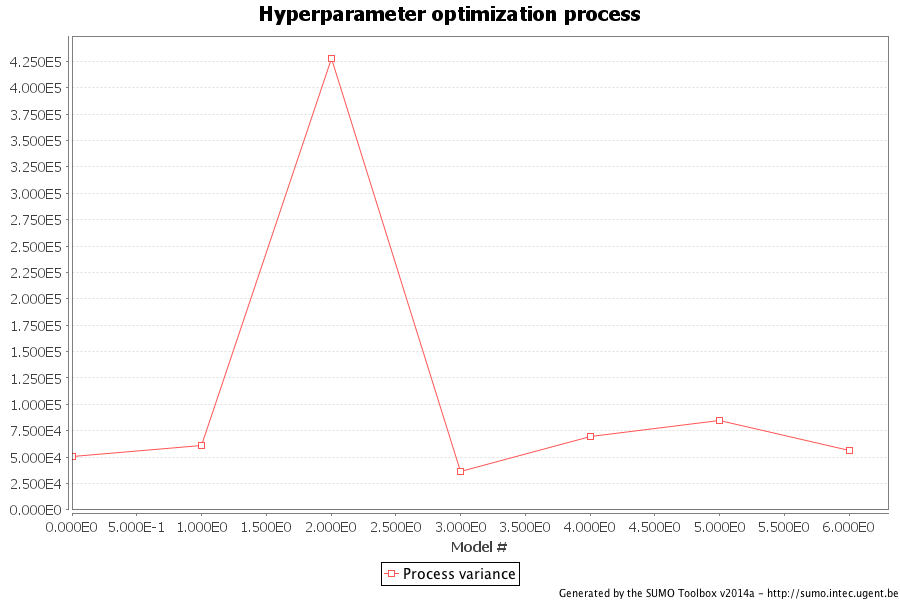 Hyperparameter optimization process
4.250E5
4.000E5
3.750E5
3.500E5
3.250E5
3.000E5
2.750E5
2.500E5
2.250E5
2.000E5
1.750E5
1.500E5
1.250E5
1.000E5
7.500E4
5.000E4
2.500E4
0.000E0
0.000E0 5.000E-1 1.000E0 1.500E0 2.000E0 2.500E0 3.000E0 3.500E0 4.000E0 4.500E0 5.000E0 5.500E0 6.000E0
Model #
Process variance
Generated by the SUMO Toolbox v2014a - http://sumo.intec.ugent.be